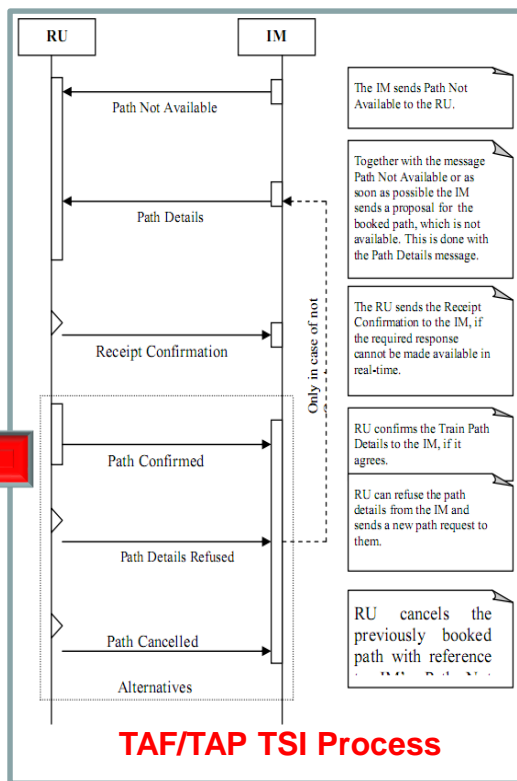 RU
IM
Path Not Available
The IM sends Path Not
Available to the RU.
Path Details
Together with the message
Path Not Available or as
soon as possible the IM
sends a proposal for the
booked path, which is not
available. This is done with
the Path Details message.
Only in case of not
Receipt Confirmation
The RU sends the Receipt
Confirmation to the IM, if
the required response
cannot be made available in
real-time.
Path Confirmed
RU confirms the Train Path
Details to the IM, if it
agrees.
Path Details Refused
RU can refuse the path
details from the IM and
sends a new path request to
them.
Path Cancelled
RU cancels the
previously booked
path with reference
Alternatives
TAF/TAP TSI Process